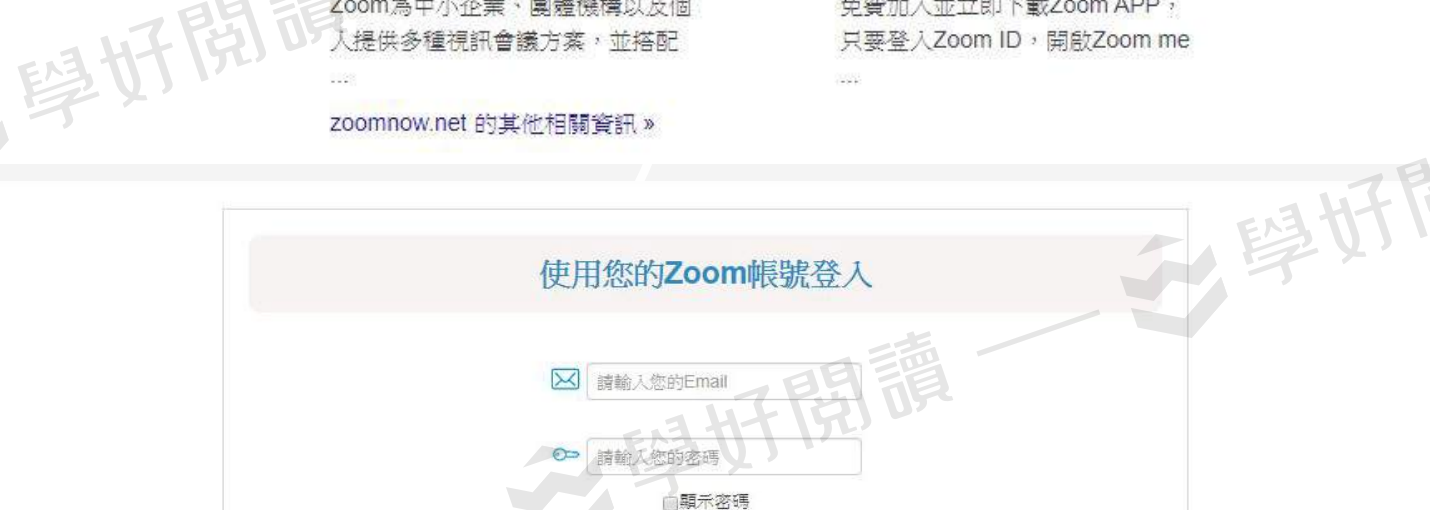 Zoom為中小企業、團體機構以及個
人提供多種視訊會議方案，並搭配
...
免費加入並立即下載Zoom APP，
只要登入Zoom ID，開啟Zoom me
...
zoomnow.net 的其他相關資訊 »
使用您的Zoom帳號登入
請輸入您的Email
請輸入您的密碼
顯示密碼
學好閱讀
學好閱讀
學好